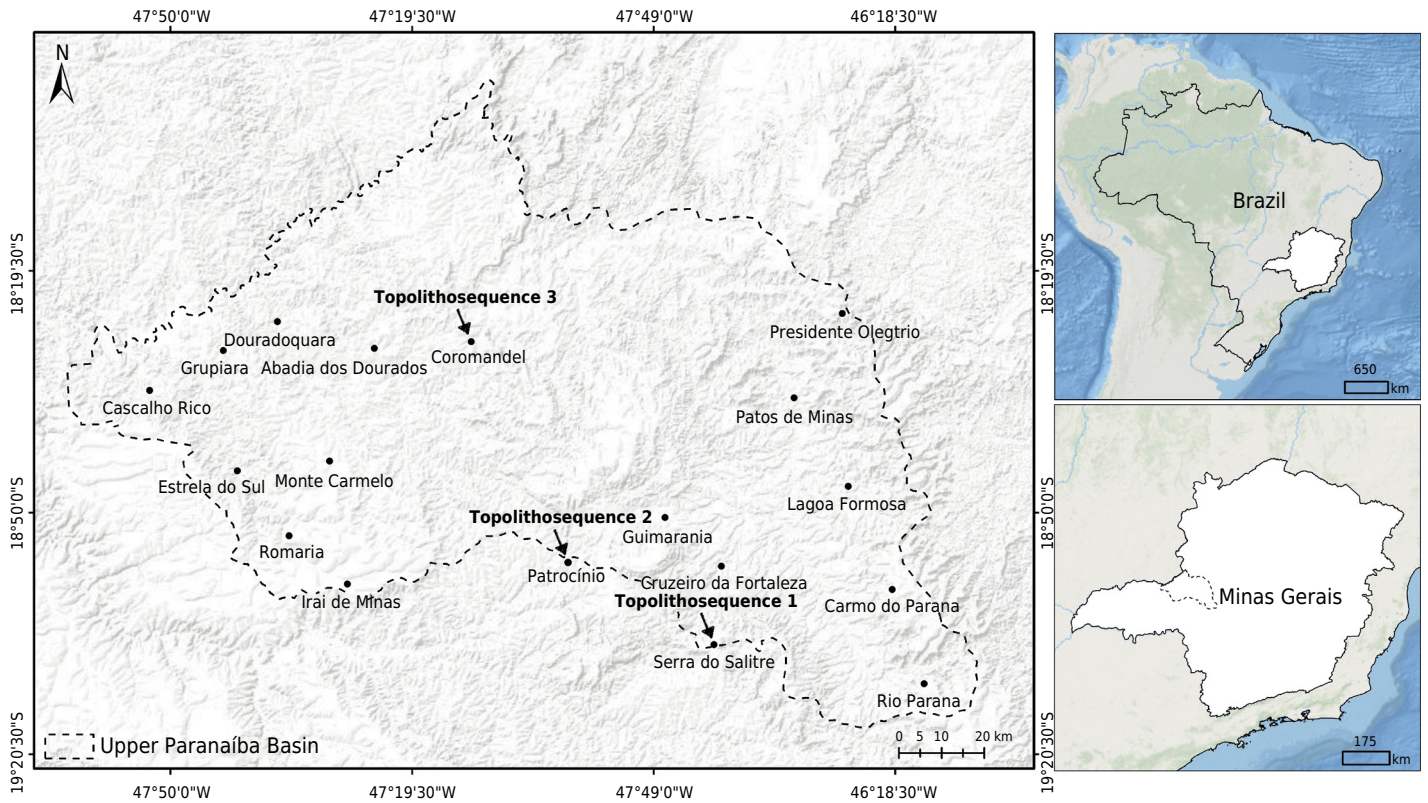 47°50'0"W
47°19'30"W
47°49'0"W
46°18'30"W
N
18°19'30"S
18°50'0"S
19°20'30"S
Topolithosequence 3
Douradoquara
Coromandel
Presidente Olegtrio
Grupiara
Abadia dos Dourados
Cascalho Rico
Patos de Minas
Estrela do Sul
Monte Carmelo
Lagoa Formosa
Topolithosequence 2
Guimarania
Romaria
Patrocínio
Cruzeiro da Fortaleza
Irai de Minas
Topolithosequence 1
Carmo do Parana
Serra do Salitre
Rio Parana
Upper Paranaíba Basin
0 5 10 20 km
47°50'0"W
47°19'30"W
47°49'0"W
46°18'30"W
18°19'30"S
18°50'0"S
19°20'30"S
Brazil
650
km
Minas Gerais
175
km